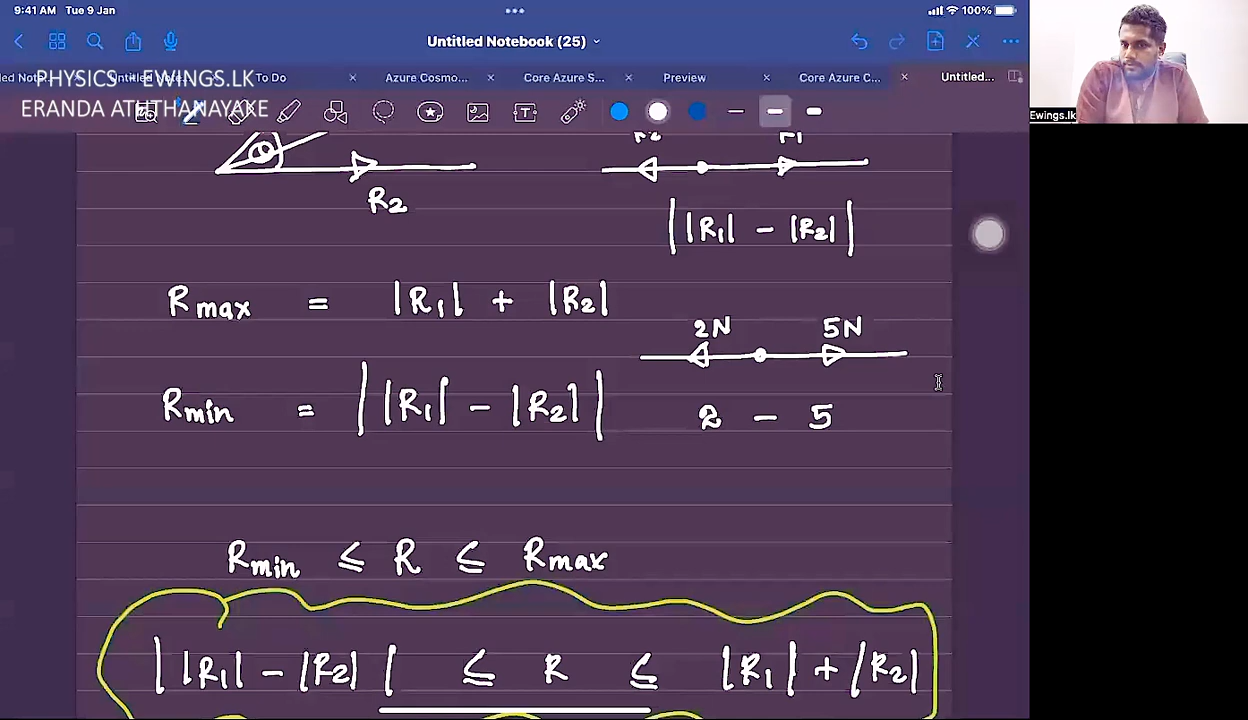 9:41 AM Tue 9 Jan
100%
Untitled Notebook (25)
To Do
Azure Cosmo...
Core Azure S...
Preview
Core Azure C...
Untitled...
PHYSICS - EWINGS.LK
ERANDA ATHTHANAYAKE
Ewings.lk
R2
| |R1| - |R2| |
Rmax = |R1| + |R2|
2N 5N
Rmin = | |R1| - |R2| |
2 - 5
Rmin ≤ R ≤ Rmax
| |R1| - |R2| | ≤ R ≤ |R1| + |R2|